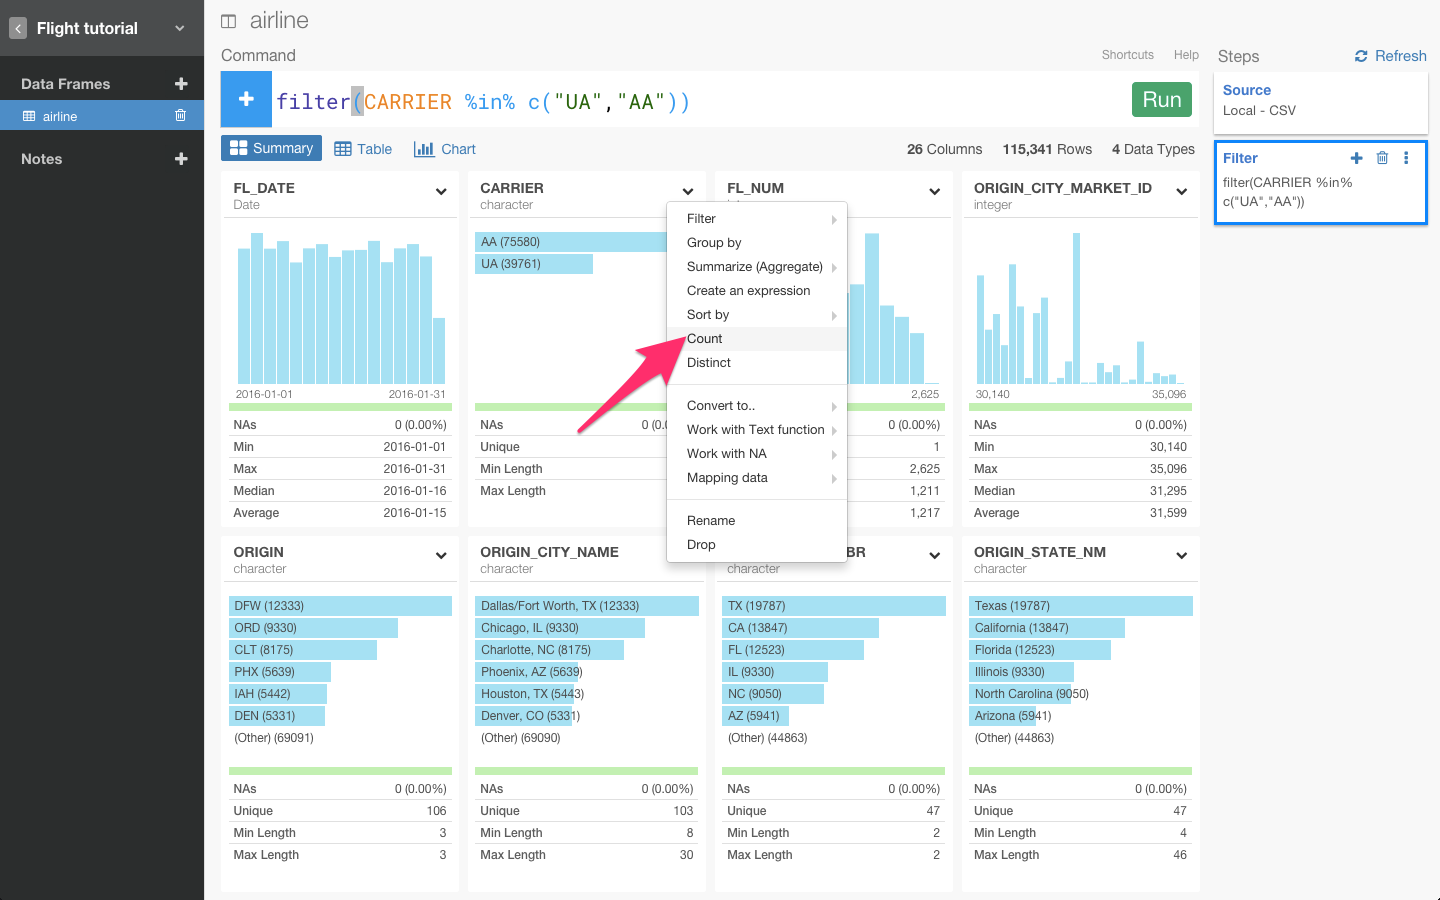 Flight tutorial
Data Frames
airline
Notes
airline
Command
Shortcuts Help
filter(CARRIER %in% c("UA","AA"))
Run
Summary Table Chart
26 Columns 115,341 Rows 4 Data Types
FL_DATE
Date
2016-01-01 2016-01-31
NAs 0 (0.00%)
Min 2016-01-01
Max 2016-01-31
Median 2016-01-16
Average 2016-01-15
CARRIER
character
AA (75580)
UA (39761)
NAs 0 (0.0
Unique
Min Length
Max Length
Filter
Group by
Summarize (Aggregate)
Create an expression
Sort by
Count
Distinct
Convert to..
Work with Text function
Work with NA
Mapping data
Rename
Drop
FL_NUM
2,625
0 (0.00%)
1
2,625
1,211
1,217
ORIGIN_CITY_MARKET_ID
integer
30,140 35,096
NAs 0 (0.00%)
Min 30,140
Max 35,096
Median 31,295
Average 31,599
ORIGIN
character
DFW (12333)
ORD (9330)
CLT (8175)
PHX (5639)
IAH (5442)
DEN (5331)
(Other) (69091)
NAs 0 (0.00%)
Unique 106
Min Length 3
Max Length 3
ORIGIN_CITY_NAME
character
Dallas/Fort Worth, TX (12333)
Chicago, IL (9330)
Charlotte, NC (8175)
Phoenix, AZ (5639)
Houston, TX (5443)
Denver, CO (5331)
(Other) (69090)
NAs 0 (0.00%)
Unique 103
Min Length 8
Max Length 30
BR
character
TX (19787)
CA (13847)
FL (12523)
IL (9330)
NC (9050)
AZ (5941)
(Other) (44863)
NAs 0 (0.00%)
Unique 47
Min Length 2
Max Length 2
ORIGIN_STATE_NM
character
Texas (19787)
California (13847)
Florida (12523)
Illinois (9330)
North Carolina (9050)
Arizona (5941)
(Other) (44863)
NAs 0 (0.00%)
Unique 47
Min Length 4
Max Length 46
Steps Refresh
Source
Local - CSV
Filter
filter(CARRIER %in%
c("UA","AA"))